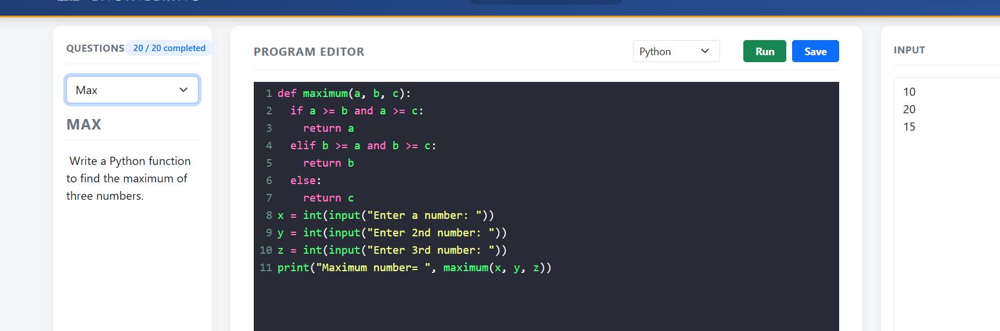 QUESTIONS 20 / 20 completed
Max
MAX
Write a Python function
to find the maximum of
three numbers.
PROGRAM EDITOR
Python
Run
Save
1 def maximum(a, b, c):
2   if a >= b and a >= c:
3     return a
4   elif b >= a and b >= c:
5     return b
6   else:
7     return c
8 x = int(input("Enter a number: "))
9 y = int(input("Enter 2nd number: "))
10 z = int(input("Enter 3rd number: "))
11 print("Maximum number= ", maximum(x, y, z))
INPUT
10
20
15